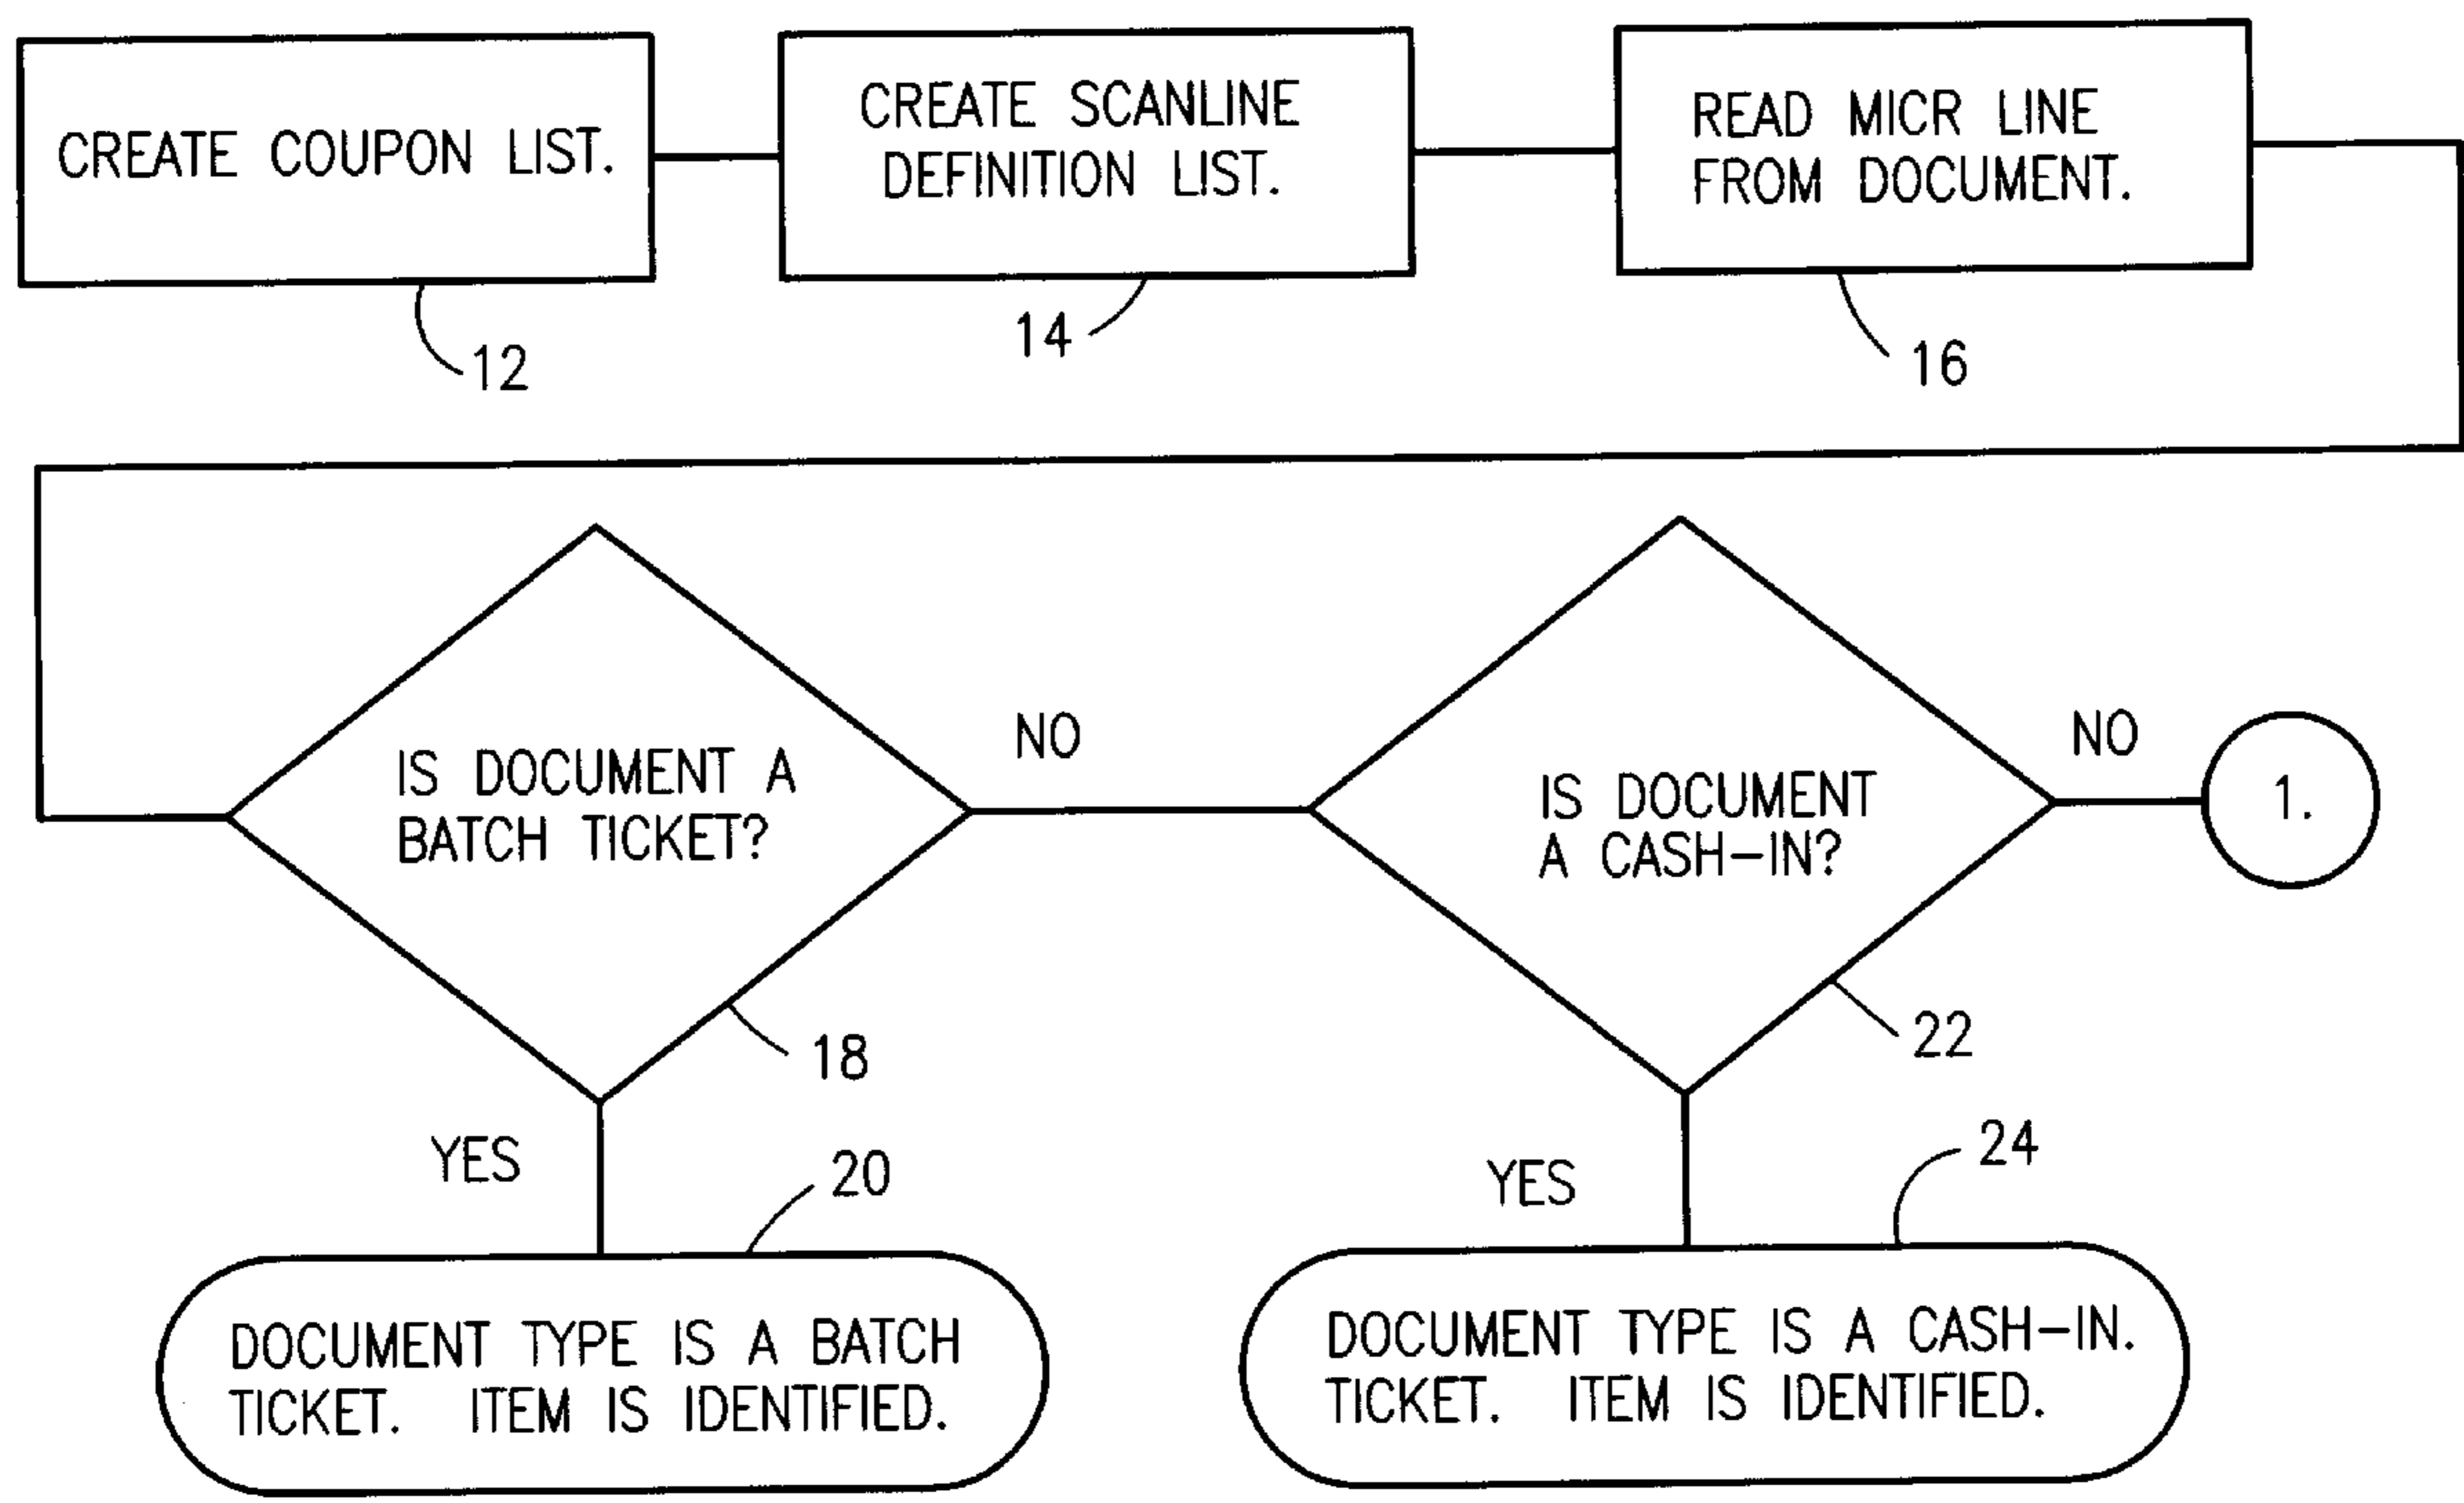 CREATE COUPON LIST.
12
CREATE SCANLINE
DEFINITION LIST.
14
READ MICR LINE
FROM DOCUMENT.
16
IS DOCUMENT A
BATCH TICKET?
18
NO
YES
20
DOCUMENT TYPE IS A BATCH
TICKET. ITEM IS IDENTIFIED.
IS DOCUMENT
A CASH-IN?
22
NO
1.
YES
24
DOCUMENT TYPE IS A CASH-IN.
TICKET. ITEM IS IDENTIFIED.